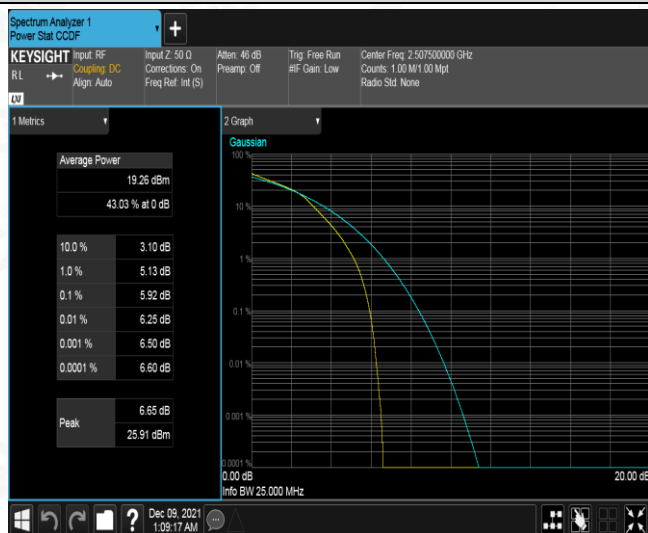 Spectrum Analyzer 1
Power Stat CCDF
KEYSIGHT
RL
Input: RF
Coupling: DC
Align: Auto
Input Z: 50 Ω
Corrections: On
Freq Ref: Int (S)
Atten: 46 dB
Preamp: Off
Trig: Free Run
#IF Gain: Low
Center Freq: 2.507500000 GHz
Counts: 1.00 M/1.00 Mpt
Radio Std: None
LXI
1 Metrics
Average Power
19.26 dBm
43.03 % at 0 dB
10.0 % 3.10 dB
1.0 % 5.13 dB
0.1 % 5.92 dB
0.01 % 6.25 dB
0.001 % 6.50 dB
0.0001 % 6.60 dB
Peak
6.65 dB
25.91 dBm
2 Graph
Gaussian
100 %
10 %
1 %
0.1 %
0.01 %
0.001 %
0.0001 %
0.00 dB
20.00 dB
Info BW 25.000 MHz
?
Dec 09, 2021
1:09:17 AM